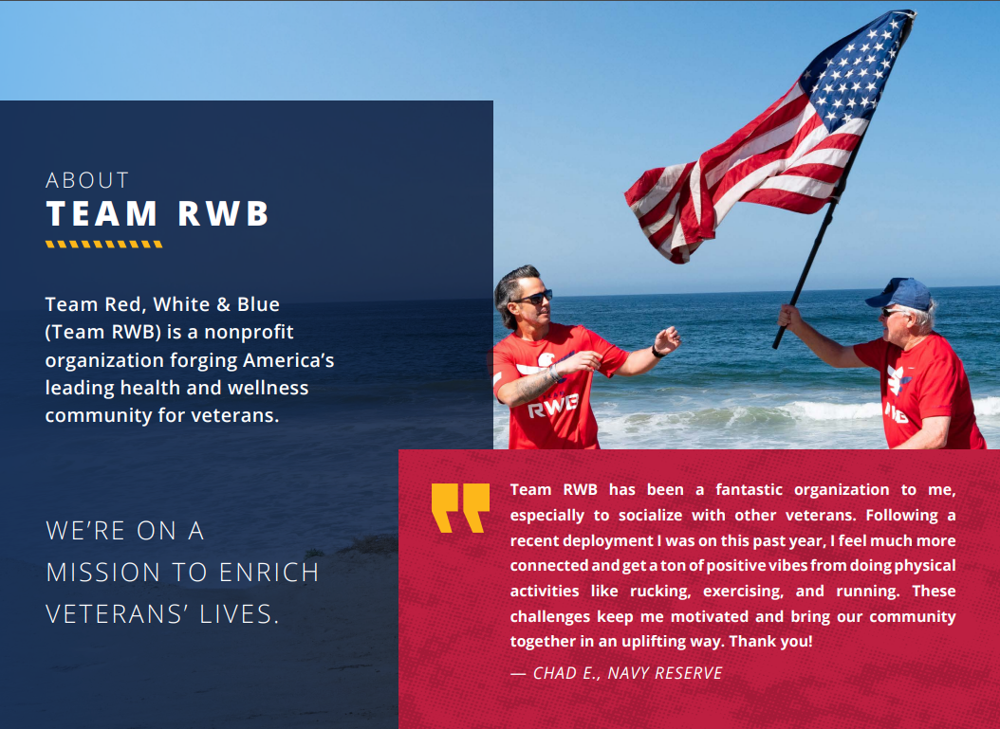 ABOUT
TEAM RWB
Team Red, White & Blue
(Team RWB) is a nonprofit
organization forging America’s
leading health and wellness
community for veterans.
WE’RE ON A
MISSION TO ENRICH
VETERANS’ LIVES.
RWB
RWB
Team RWB has been a fantastic organization to me,
especially to socialize with other veterans. Following a
recent deployment I was on this past year, I feel much more
connected and get a ton of positive vibes from doing physical
activities like rucking, exercising, and running. These
challenges keep me motivated and bring our community
together in an uplifting way. Thank you!
— CHAD E., NAVY RESERVE